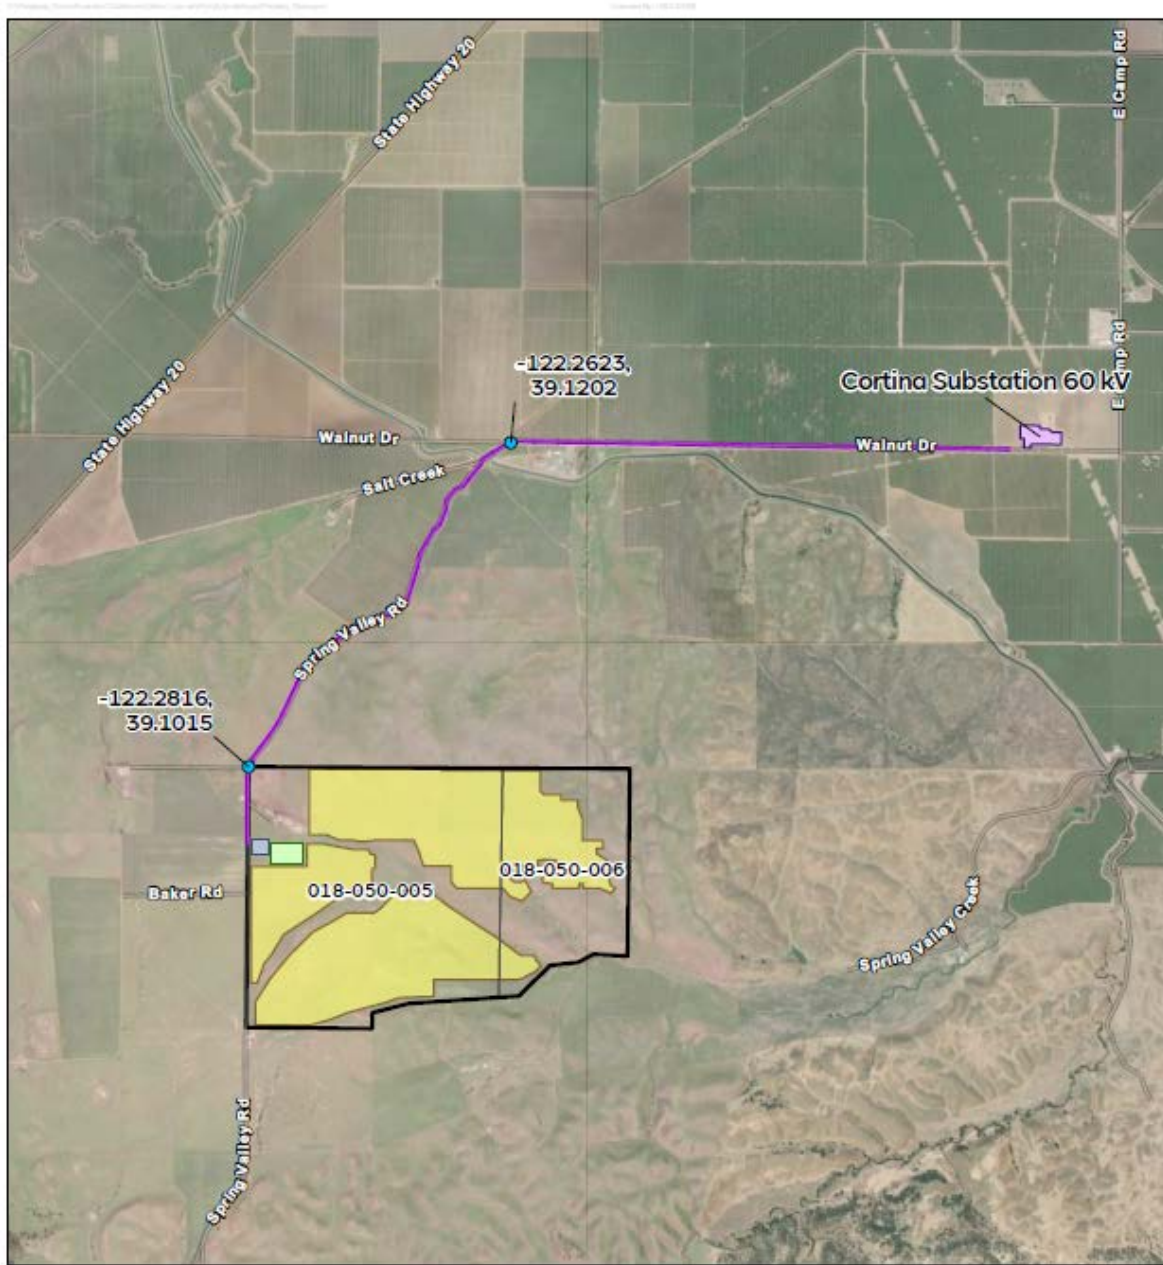 State Highway 20
E Camp Rd
-122.2623,
39.1202
E Camp Rd
Cortina Substation 60 kV
State Highway 20
Walnut Dr
Walnut Dr
Salt Creek
Spring Valley Rd
-122.2816,
39.1015
018-050-006
018-050-005
Baker Rd
Spring Valley Creek
Spring Valley Rd